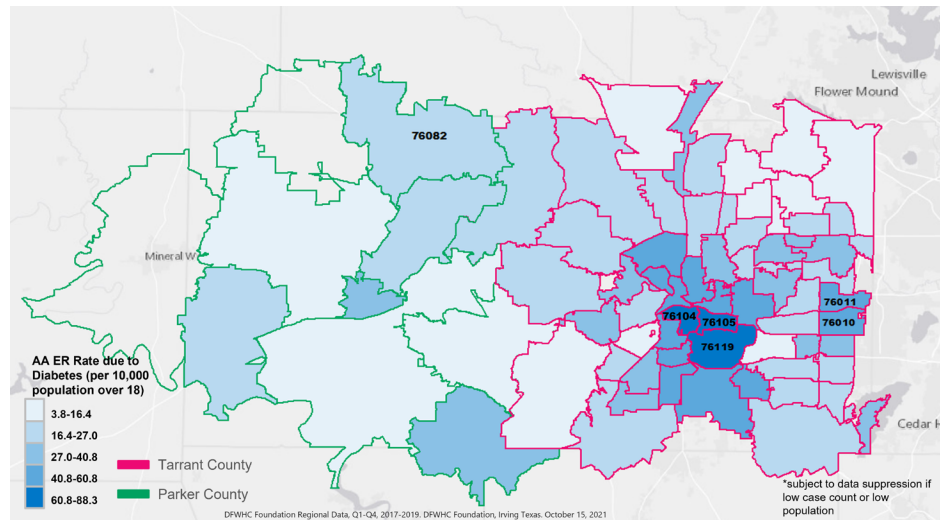 Lewisville
Flower Mound
76082
Mineral W
76011
76104
76105
76010
76119
AA ER Rate due to
Diabetes (per 10,000
population over 18)
3.8-16.4
16.4-27.0
27.0-40.8
40.8-60.8
60.8-88.3
Tarrant County
Parker County
Cedar H
*subject to data suppression if
low case count or low
population
DFWHC Foundation Regional Data, Q1-Q4, 2017-2019. DFWHC Foundation, Irving Texas. October 15, 2021